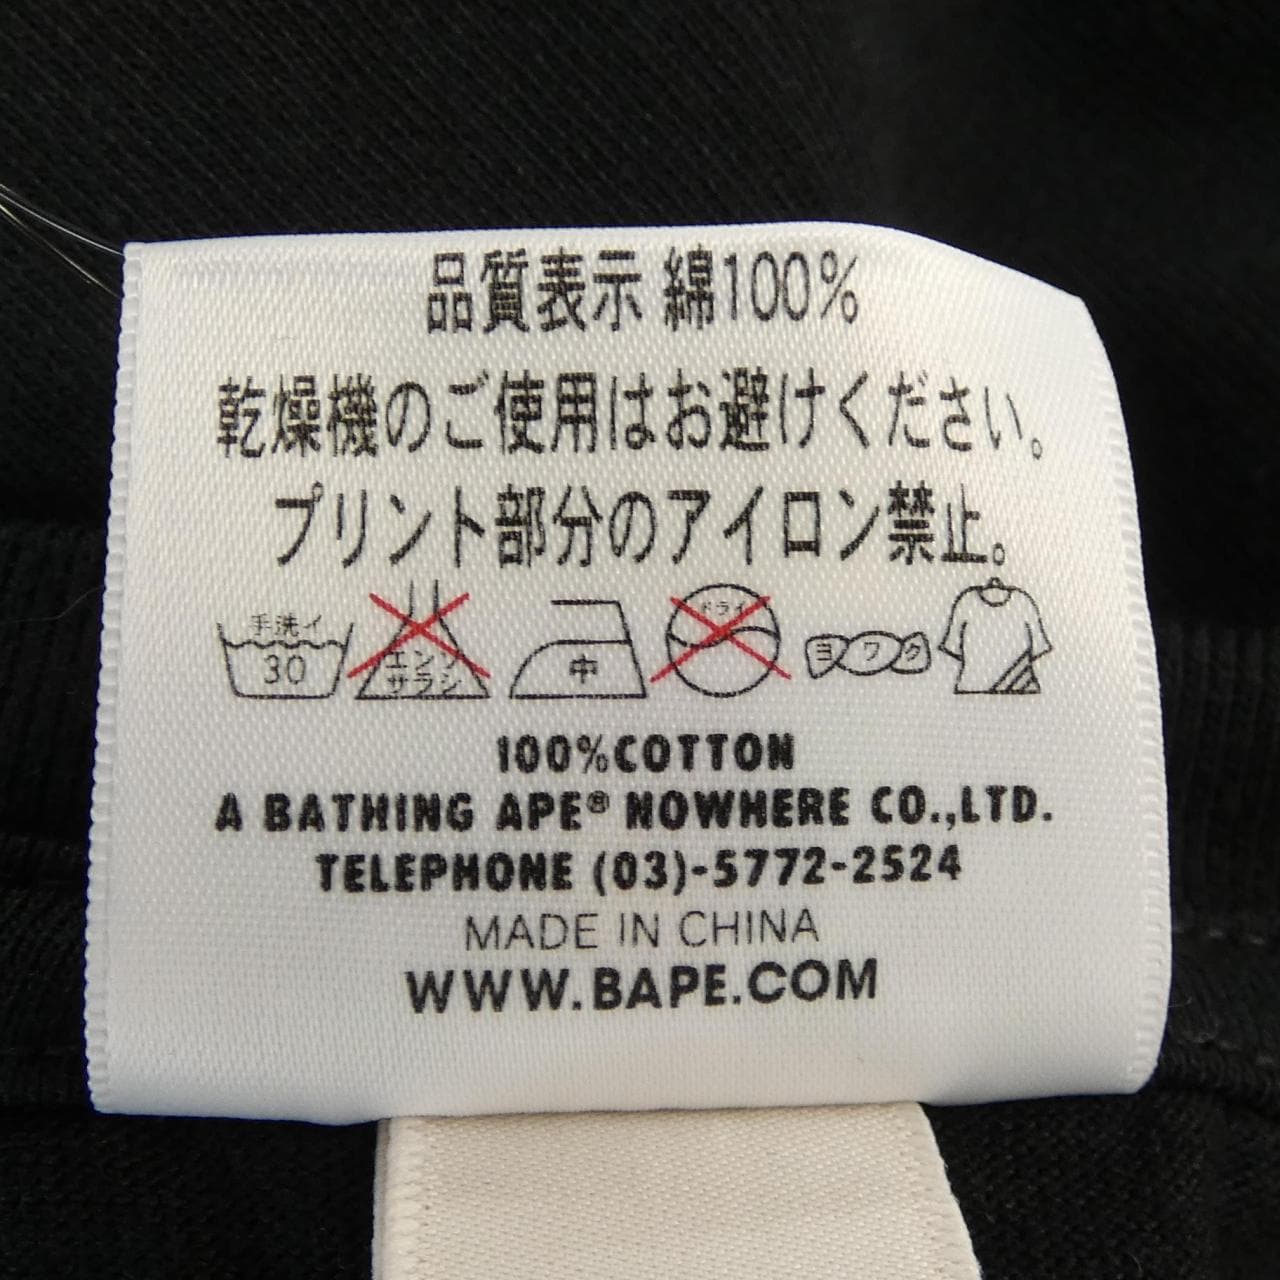 品質表示 綿100%
乾燥機のご使用はお避けください。
プリント部分のアイロン禁止。
手洗イ 30 エンソ サラシ 中 ドライ ヨワク
100%COTTON
A BATHING APE® NOWHERE CO.,LTD.
TELEPHONE (03)-5772-2524
MADE IN CHINA
WWW.BAPE.COM